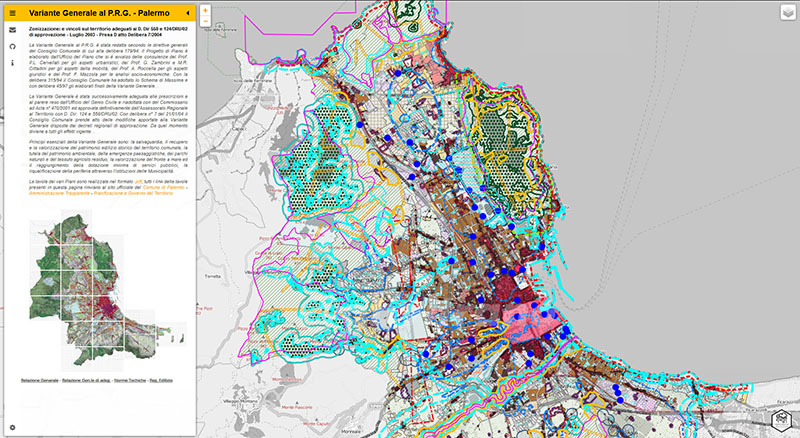 Variante Generale al P.R.G. - Palermo
Zonizzazione: e vincoli sul territorio adeguati ai D. Dir 558 e 124/DRU/02
di approvazione - Luglio 2003 - Presa D atto Delibera 7/2004
La Variante Generale al P.R.G. è stata redatta secondo le direttive generali
del Consiglio Comunale di cui alla delibera 179/94. Il Progetto di Piano è
elaborato dall'Ufficio del Piano che si è avvalso delle consulenze del Prof.
P.L. Cervellati per gli aspetti urbanistici, dei Proff. G. Zambrini e M.R.
Cittadini per gli aspetti della mobilità, del Prof. A. Piccella per gli aspetti
giuridici e del Prof. F. Mazzola per le analisi socio-economiche. Con la
delibera 315/94 il Consiglio Comunale ha adottato lo Schema di Massima e
con delibera 45/97 gli elaborati finali della Variante Generale.
La Variante Generale è stata successivamente adeguata alle prescrizioni e
al parere reso dall'Ufficio del Genio Civile e riadottata con del Commissario
ad Acta n° 470/2001 ed approvata definitivamente dall'Assessorato Regionale
al Territorio con D. Dir. 124 e 558/DRU/02. Con delibera n° 7 del 21/01/04 il
Consiglio Comunale prende atto delle modifiche apportate alla Variante
Generale disposte dai decreti regionali di approvazione. Da quel momento
diviene a tutti gli effetti vigente .
Principi essenziali della Variante Generale sono: la salvaguardia, il recupero
e la valorizzazione del patrimonio edilizio storico del territorio comunale, la
tutela del patrimonio ambientale, delle emergenze paesaggistiche, dei parchi
naturali e del tessuto agricolo residuo, la valorizzazione del fronte a mare ed
il raggiungimento della dotazione minima di servizi pubblici, la
riqualificazione della periferia attraverso l'istituzioni delle Municipalità.
Le tavole dei vari Piani sono realizzate nel formato .pdf, tutti i link delle tavole
presenti in questa pagina rinviano al sito ufficiale del Comune di Palermo -
Amministrazione Trasparente - Pianificazione e Governo del Territorio
Relazione Generale - Relazione Gen.le di adeg. - Norme Tecniche - Reg. Edilizio
+
−
Torretta
Villaggio Montano
Monte Fascone
Monte Caputo
Monreale